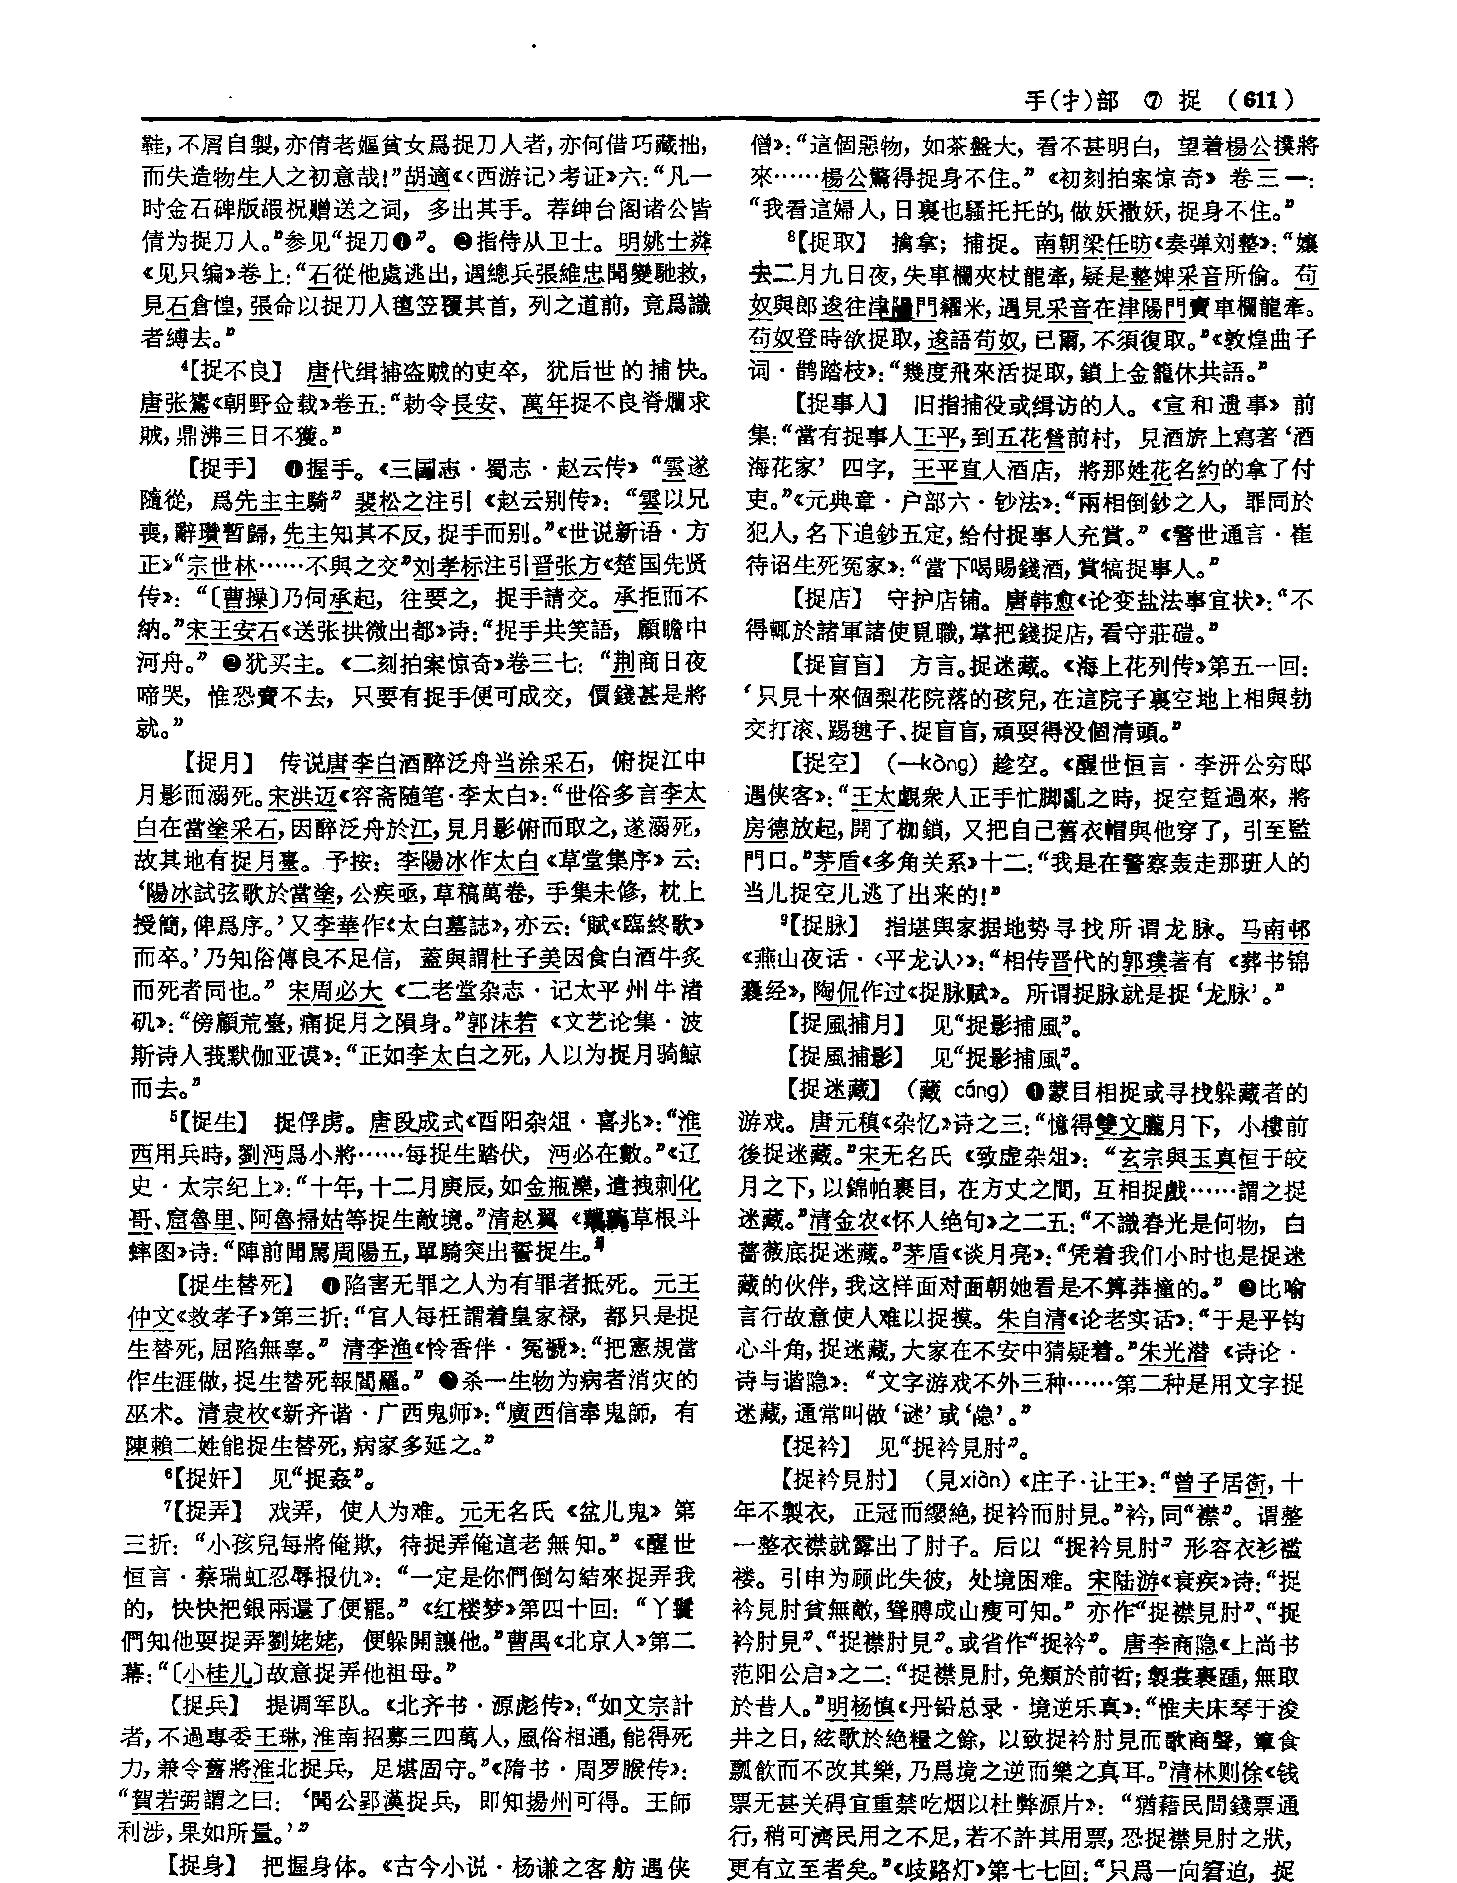 手(扌)部 ⑦ 捉 (611)
鞋,不屑自製,亦倩老嫗貧女爲捉刀人者,亦何借巧藏拙,
而失造物生人之初意哉!”胡適《〈西游记〉考证》六:“凡一
时金石碑版嘏祝赠送之词,多出其手。荐绅台阁诸公皆
倩为捉刀人。”参见“捉刀❶”。❷指侍从卫士。明姚士粦
《见只编》卷上:“石從他處逃出,遇總兵張維忠聞變馳救,
見石倉惶,張命以捉刀人氊笠覆其首,列之道前,竟爲識
者縛去。”
⁴【捉不良】 唐代缉捕盗贼的吏卒,犹后世的捕快。
唐张鷟《朝野佥载》卷五:“勑令長安、萬年捉不良脊爛求
賊,鼎沸三日不獲。”
【捉手】 ❶握手。《三國志·蜀志·赵云传》“雲遂
隨從,爲先主主騎”裴松之注引《赵云别传》:“雲以兄
喪,辭瓚暫歸,先主知其不反,捉手而别。”《世说新语·方
正》“宗世林……不與之交”刘孝标注引晋张方《楚国先贤
传》:“〔曹操〕乃伺承起,往要之,捉手請交。承拒而不
納。”宋王安石《送张拱微出都》诗:“捉手共笑語,顧瞻中
河舟。”❷犹买主。《二刻拍案惊奇》卷三七:“荆商日夜
啼哭,惟恐賣不去,只要有捉手便可成交,價錢甚是將
就。”
【捉月】 传说唐李白酒醉泛舟当涂采石,俯捉江中
月影而溺死。宋洪迈《容斋随笔·李太白》:“世俗多言李太
白在當塗采石,因醉泛舟於江,見月影俯而取之,遂溺死,
故其地有捉月臺。予按:李陽冰作太白《草堂集序》云:
‘陽冰試弦歌於當塗,公疾亟,草稿萬卷,手集未修,枕上
授簡,俾爲序。’又李華作《太白墓誌》,亦云:‘賦《臨終歌》
而卒。’乃知俗傳良不足信,蓋與謂杜子美因食白酒牛炙
而死者同也。”宋周必大《二老堂杂志·记太平州牛渚
矶》:“傍顧荒臺,痛捉月之隕身。”郭沫若《文艺论集·波
斯诗人莪默伽亚谟》:“正如李太白之死,人以为捉月骑鲸
而去。”
⁵【捉生】 捉俘虏。唐段成式《酉阳杂俎·喜兆》:“淮
西用兵時,劉沔爲小將……每捉生踏伏,沔必在數。”《辽
史·太宗纪上》:“十年,十二月庚辰,如金瓶濼,遣拽剌化
哥、窟魯里、阿魯掃姑等捉生敵境。”清赵翼《草根斗
蟀图》诗:“陣前聞罵周陽五,單騎突出誓捉生。”
【捉生替死】 ❶陷害无罪之人为有罪者抵死。元王
仲文《救孝子》第三折:“官人每枉請着皇家禄,都只是捉
生替死,屈陷無辜。”清李渔《怜香伴·冤褫》:“把憲規當
作生涯做,捉生替死報閻羅。”❷杀一生物为病者消灾的
巫术。清袁枚《新齐谐·广西鬼师》:“廣西信奉鬼師,有
陳賴二姓能捉生替死,病家多延之。”
⁶【捉奸】 见“捉姦”。
⁷【捉弄】 戏弄,使人为难。元无名氏《盆儿鬼》第
三折:“小孩兒每將俺欺,待捉弄俺這老無知。”《醒世
恒言·蔡瑞虹忍辱报仇》:“一定是你們倒勾結來捉弄我
的,快快把銀兩還了便罷。”《红楼梦》第四十回:“丫鬟
們知他耍捉弄劉姥姥,便躲開讓他。”曹禺《北京人》第二
幕:“〔小桂儿〕故意捉弄他祖母。”
【捉兵】 提调军队。《北齐书·源彪传》:“如文宗計
者,不過專委王琳,淮南招募三四萬人,風俗相通,能得死
力,兼令舊將淮北捉兵,足堪固守。”《隋书·周罗睺传》:
“賀若弼謂之曰:‘聞公郢漢捉兵,即知揚州可得。王師
利涉,果如所量。’”
【捉身】 把握身体。《古今小说·杨谦之客舫遇侠
僧》:“這個惡物,如茶盤大,看不甚明白,望着楊公撲將
來……楊公驚得捉身不住。”《初刻拍案惊奇》卷三一:
“我看這婦人,日裏也騷托托的,做妖撒妖,捉身不住。”
⁸【捉取】 擒拿;捕捉。南朝梁任昉《奏弹刘整》:“孃
去二月九日夜,失車欄夾杖龍牽,疑是整婢采音所偷。苟
奴與郎逡往津陽門糴米,遇見采音在津陽門賣車欄龍牽。
苟奴登時欲捉取,逡語苟奴,已爾,不須復取。”《敦煌曲子
词·鹊踏枝》:“幾度飛來活捉取,鎖上金籠休共語。”
【捉事人】 旧指捕役或缉访的人。《宣和遗事》前
集:“當有捉事人王平,到五花營前村,見酒旂上寫著‘酒
海花家’四字,王平直入酒店,將那姓花名約的拿了付
吏。”《元典章·户部六·钞法》:“兩相倒鈔之人,罪同於
犯人,名下追鈔五定,給付捉事人充賞。”《警世通言·崔
待诏生死冤家》:“當下喝賜錢酒,賞犒捉事人。”
【捉店】 守护店铺。唐韩愈《论变盐法事宜状》:“不
得輒於諸軍諸使覓職,掌把錢捉店,看守莊磑。”
【捉盲盲】 方言。捉迷藏。《海上花列传》第五一回:
‘只見十來個梨花院落的孩兒,在這院子裏空地上相與勃
交打滚、踢毽子、捉盲盲,頑耍得没個清頭。”
【捉空】 (—kòng)趁空。《醒世恒言·李汧公穷邸
遇侠客》:“王太覷衆人正手忙脚亂之時,捉空踅過來,將
房德放起,開了枷鎖,又把自己舊衣帽與他穿了,引至監
門口。”茅盾《多角关系》十二:“我是在警察轰走那班人的
当儿捉空儿逃了出来的!”
⁹【捉脉】 指堪舆家据地势寻找所谓龙脉。马南邨
《燕山夜话·〈平龙认〉》:“相传晋代的郭璞著有《葬书锦
囊经》,陶侃作过《捉脉赋》。所谓捉脉就是捉‘龙脉’。”
【捉風捕月】 见“捉影捕風”。
【捉風捕影】 见“捉影捕風”。
【捉迷藏】 (藏 cáng)❶蒙目相捉或寻找躲藏者的
游戏。唐元稹《杂忆》诗之三:“憶得雙文朧月下,小樓前
後捉迷藏。”宋无名氏《致虚杂俎》:“玄宗與玉真恒于皎
月之下,以錦帕裹目,在方丈之間,互相捉戲……謂之捉
迷藏。”清金农《怀人绝句》之二五:“不識春光是何物,白
薔薇底捉迷藏。”茅盾《谈月亮》:“凭着我们小时也是捉迷
藏的伙伴,我这样面对面朝她看是不算莽撞的。”❷比喻
言行故意使人难以捉摸。朱自清《论老实话》:“于是乎钩
心斗角,捉迷藏,大家在不安中猜疑着。”朱光潜《诗论·
诗与谐隐》:“文字游戏不外三种……第二种是用文字捉
迷藏,通常叫做‘谜’或‘隐’。”
【捉衿】 见“捉衿見肘”。
【捉衿見肘】 (見xiàn)《庄子·让王》:“曾子居衛,十
年不製衣,正冠而缨絶,捉衿而肘見。”衿,同“襟”。谓整
一整衣襟就露出了肘子。后以“捉衿見肘”形容衣衫褴
褛。引申为顾此失彼,处境困难。宋陆游《衰疾》诗:“捉
衿見肘貧無敵,聳膊成山瘦可知。”亦作“捉襟見肘”、“捉
衿肘見”、“捉襟肘見”。或省作“捉衿”。唐李商隐《上尚书
范阳公启》之二:“捉襟見肘,免類於前哲;製裳裹踵,無取
於昔人。”明杨慎《丹铅总录·境逆乐真》:“惟夫床琴于浚
井之日,絃歌於絶糧之餘,以致捉衿肘見而歌商聲,簞食
瓢飲而不改其樂,乃爲境之逆而樂之真耳。”清林则徐《钱
票无甚关碍宜重禁吃烟以杜弊源片》:“猶藉民間錢票通
行,稍可濟民用之不足,若不許其用票,恐捉襟見肘之狀,
更有立至者矣。”《歧路灯》第七七回:“只爲一向窘迫,捉